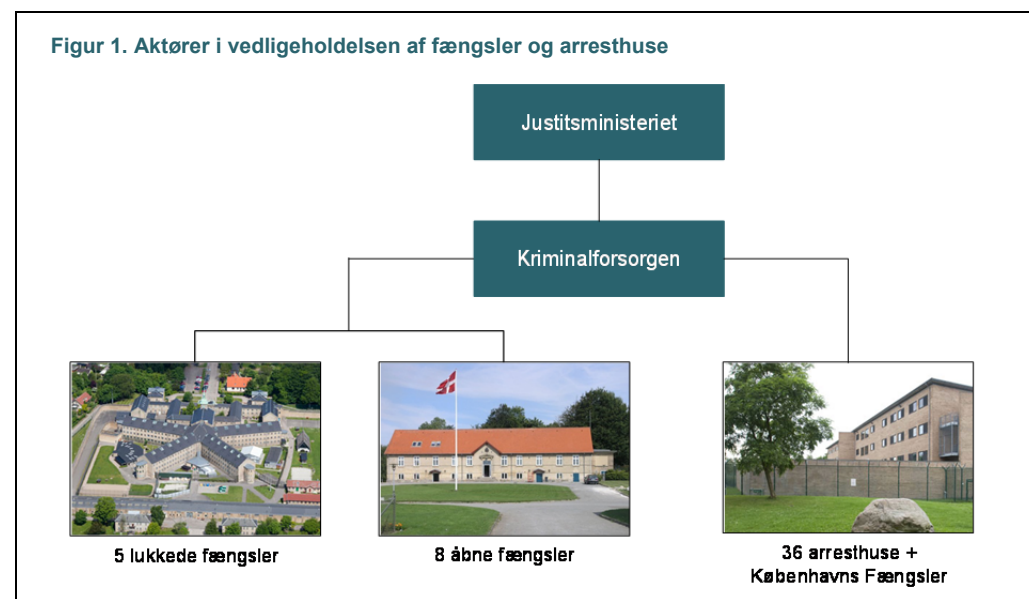 Figur 1. Aktører i vedligeholdelsen af fængsler og arresthuse
Justitsministeriet
Kriminalforsorgen
5 lukkede fængsler
8 åbne fængsler
36 arresthuse +
Københavns Fængsler